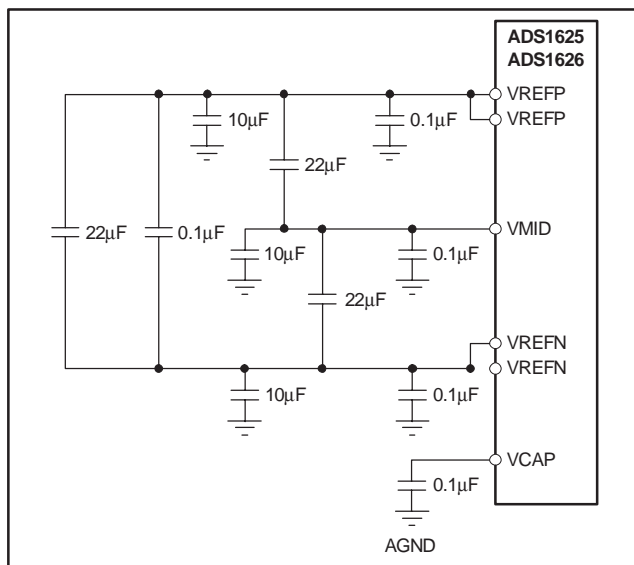 ADS1625
ADS1626
VREFP
10μF
0.1μF
VREFP
22μF
22μF
0.1μF
VMID
10μF
0.1μF
22μF
VREFN
VREFN
10μF
0.1μF
VCAP
0.1μF
AGND